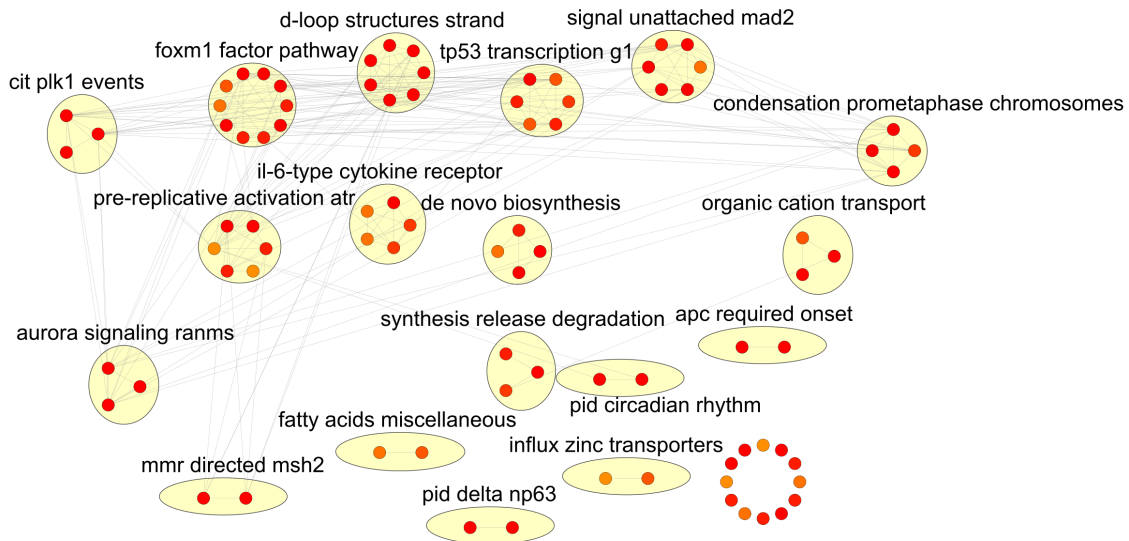 d-loop structures strand
signal unattached mad2
foxm1 factor pathway
tp53 transcription g1
cit plk1 events
condensation prometaphase chromosomes
il-6-type cytokine receptor
pre-replicative activation atr
de novo biosynthesis
organic cation transport
aurora signaling ranms
synthesis release degradation
apc required onset
pid circadian rhythm
fatty acids miscellaneous
influx zinc transporters
mmr directed msh2
pid delta np63